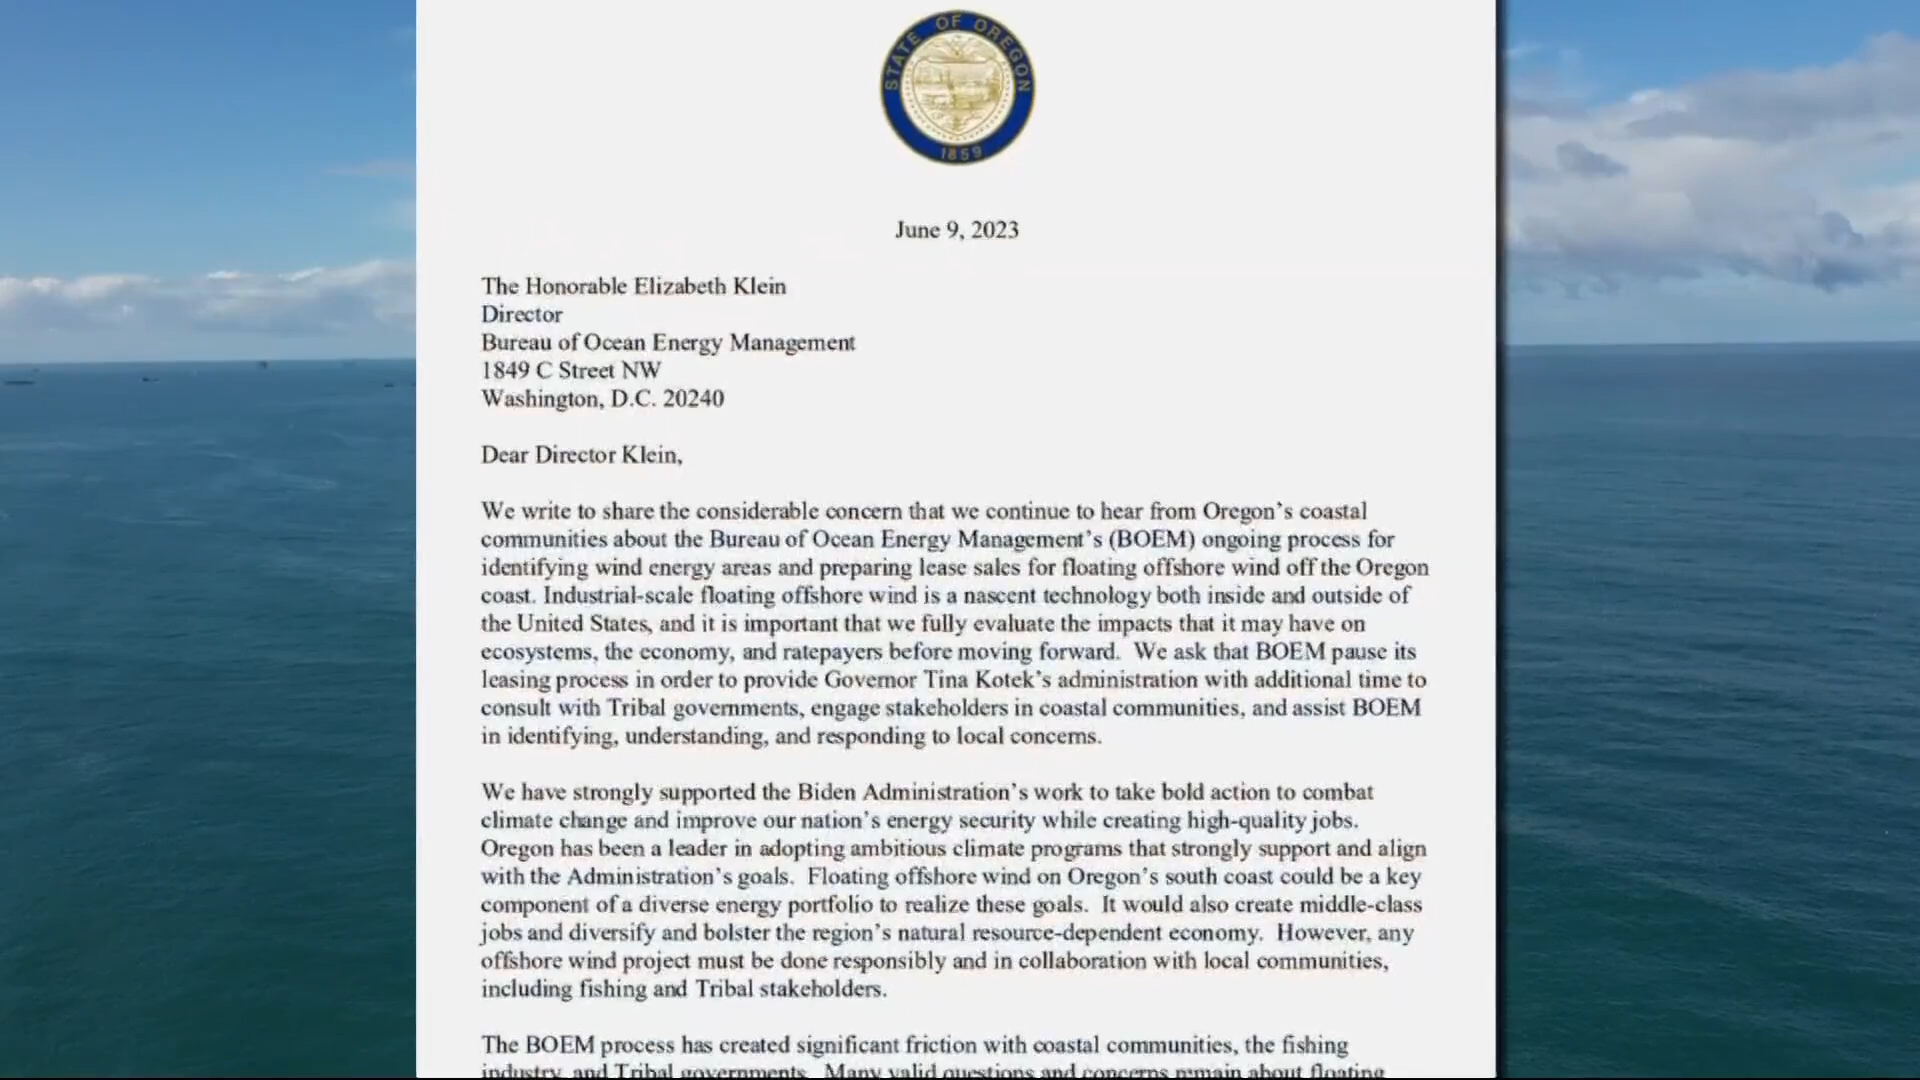 STATE OF OREGON
1859
June 9, 2023
The Honorable Elizabeth Klein
Director
Bureau of Ocean Energy Management
1849 C Street NW
Washington, D.C. 20240
Dear Director Klein,
We write to share the considerable concern that we continue to hear from Oregon's coastal
communities about the Bureau of Ocean Energy Management's (BOEM) ongoing process for
identifying wind energy areas and preparing lease sales for floating offshore wind off the Oregon
coast. Industrial-scale floating offshore wind is a nascent technology both inside and outside of
the United States, and it is important that we fully evaluate the impacts that it may have on
ecosystems, the economy, and ratepayers before moving forward.  We ask that BOEM pause its
leasing process in order to provide Governor Tina Kotek's administration with additional time to
consult with Tribal governments, engage stakeholders in coastal communities, and assist BOEM
in identifying, understanding, and responding to local concerns.
We have strongly supported the Biden Administration's work to take bold action to combat
climate change and improve our nation's energy security while creating high-quality jobs.
Oregon has been a leader in adopting ambitious climate programs that strongly support and align
with the Administration's goals.  Floating offshore wind on Oregon's south coast could be a key
component of a diverse energy portfolio to realize these goals.  It would also create middle-class
jobs and diversify and bolster the region's natural resource-dependent economy.  However, any
offshore wind project must be done responsibly and in collaboration with local communities,
including fishing and Tribal stakeholders.
The BOEM process has created significant friction with coastal communities, the fishing
industry, and Tribal governments.  Many valid questions and concerns remain about floating